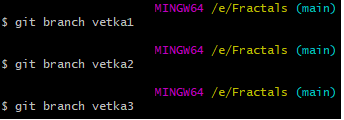 MINGW64 /e/Fractals (main)
$ git branch vetka1
MINGW64 /e/Fractals (main)
$ git branch vetka2
MINGW64 /e/Fractals (main)
$ git branch vetka3